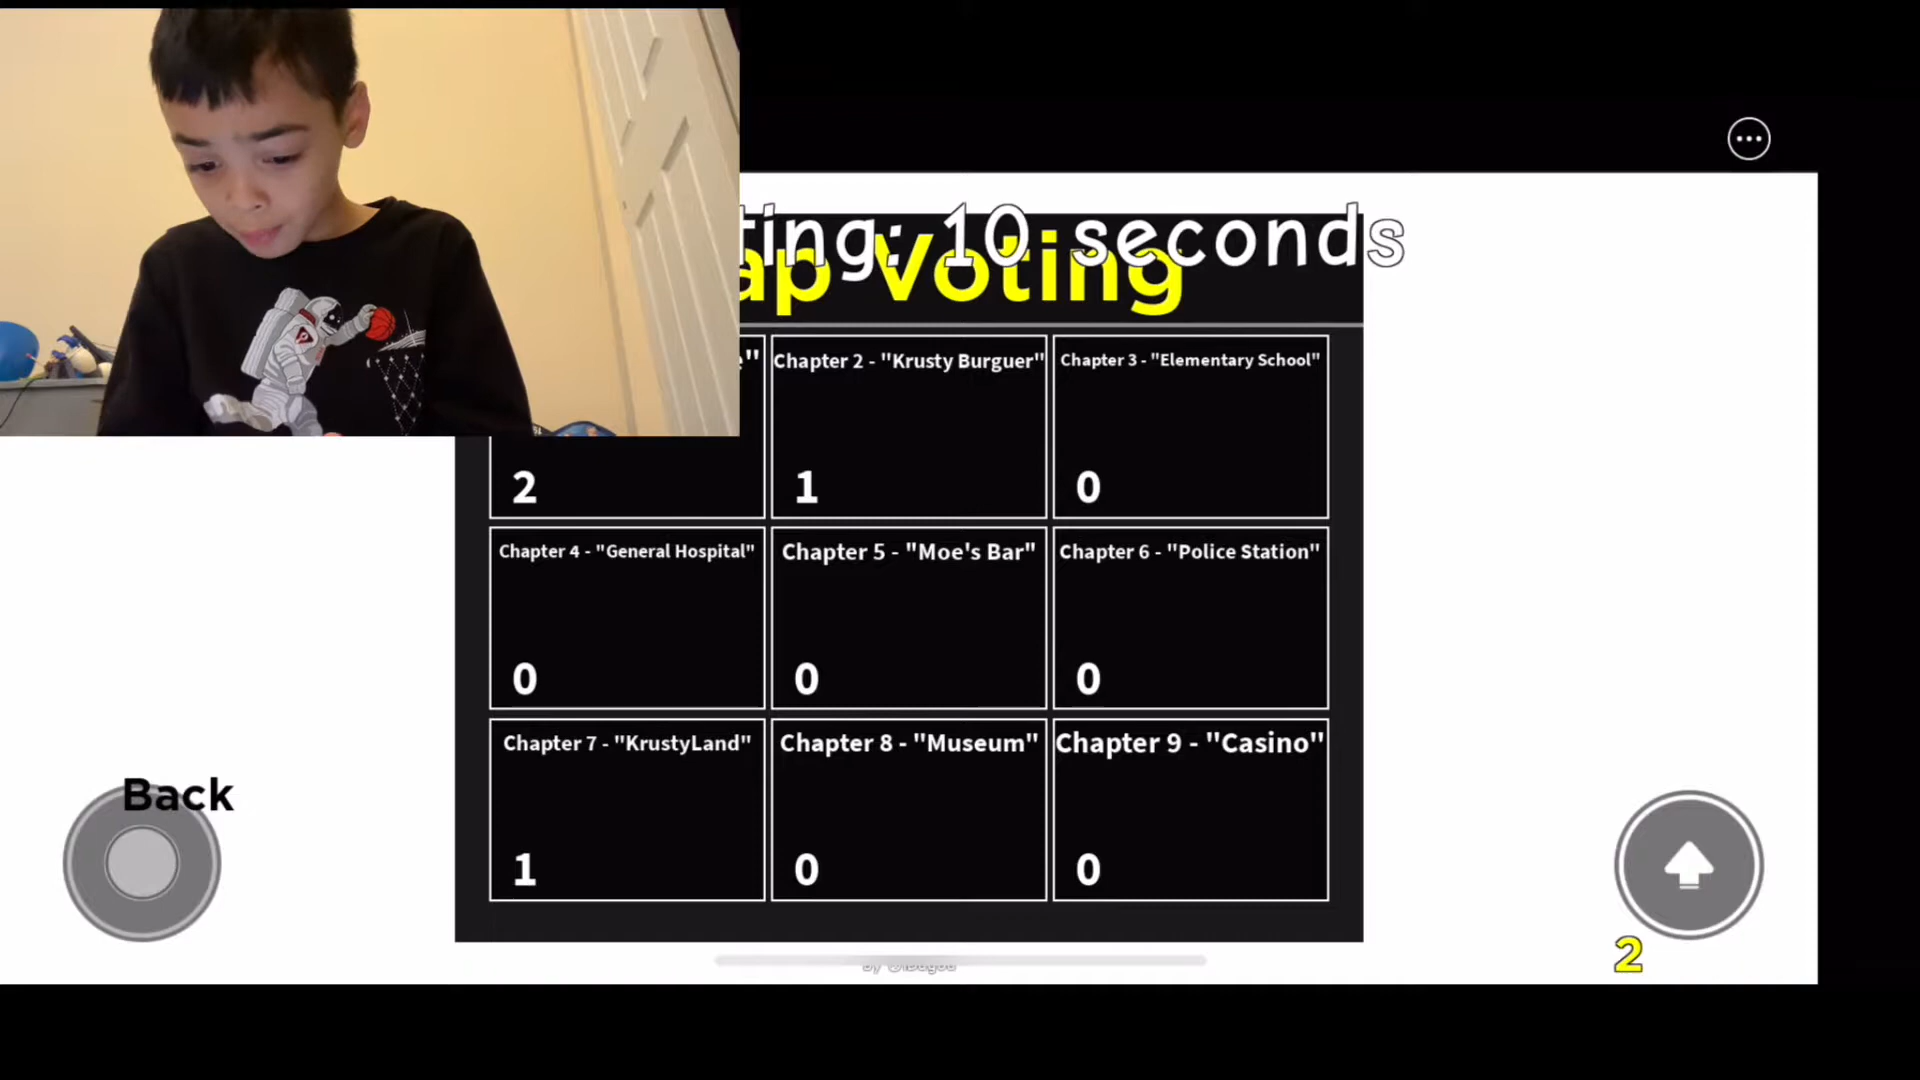 ting: 10 seconds
ap Voting
Chapter 2 - "Krusty Burguer"
Chapter 3 - "Elementary School"
2
1
0
Chapter 4 - "General Hospital"
Chapter 5 - "Moe's Bar"
Chapter 6 - "Police Station"
0
0
0
Chapter 7 - "KrustyLand"
Chapter 8 - "Museum"
Chapter 9 - "Casino"
Back
1
0
0
2